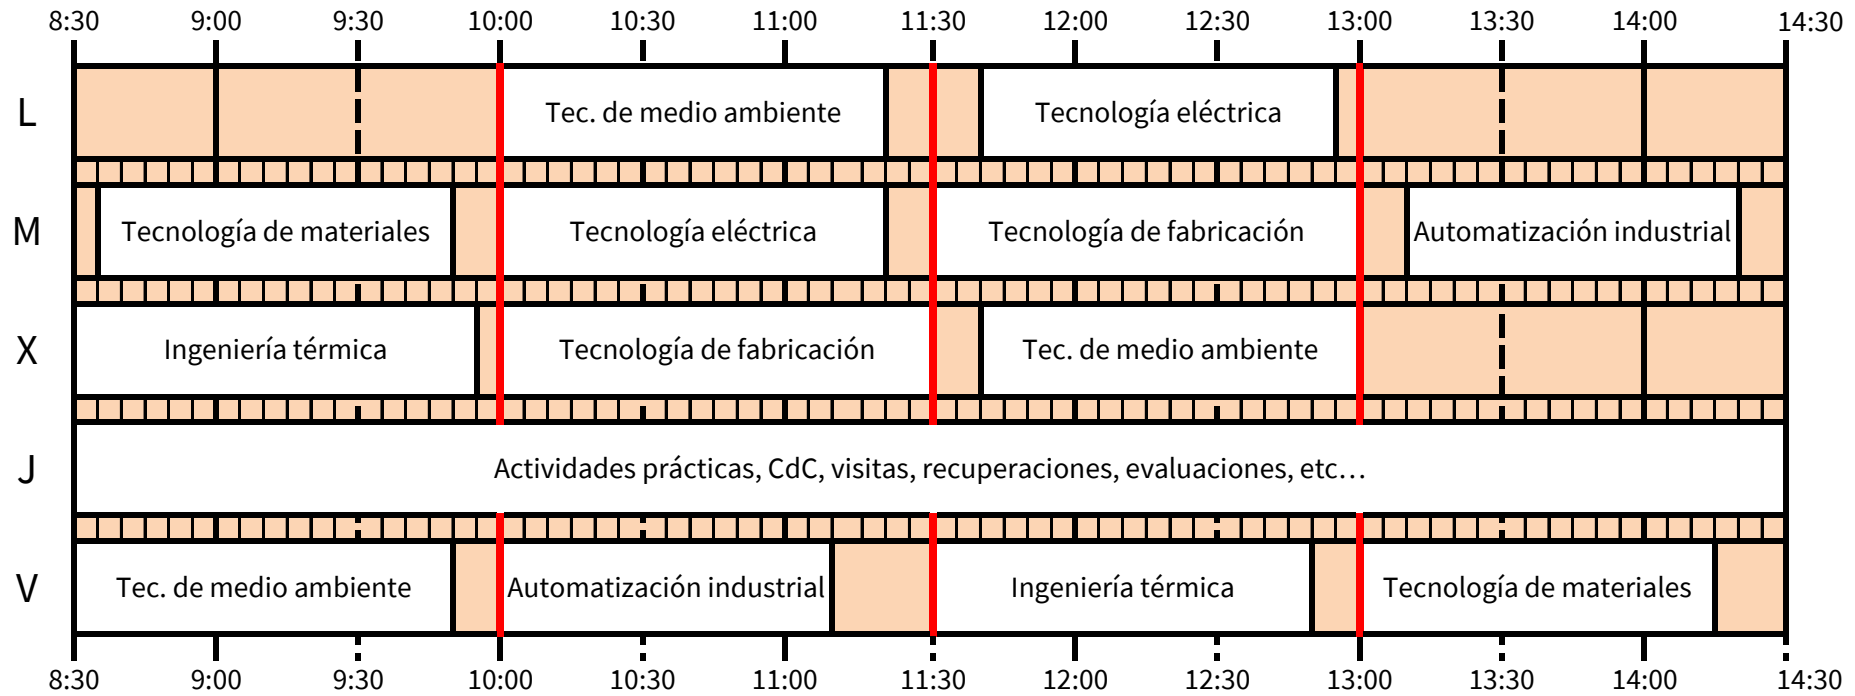 8:30 9:00 9:30 10:00 10:30 11:00 11:30 12:00 12:30 13:00 13:30 14:00 14:30
L Tec. de medio ambiente Tecnología eléctrica
M Tecnología de materiales Tecnología eléctrica Tecnología de fabricación Automatización industrial
X Ingeniería térmica Tecnología de fabricación Tec. de medio ambiente
J Actividades prácticas, CdC, visitas, recuperaciones, evaluaciones, etc…
V Tec. de medio ambiente Automatización industrial Ingeniería térmica Tecnología de materiales
8:30 9:00 9:30 10:00 10:30 11:00 11:30 12:00 12:30 13:00 13:30 14:00 14:30